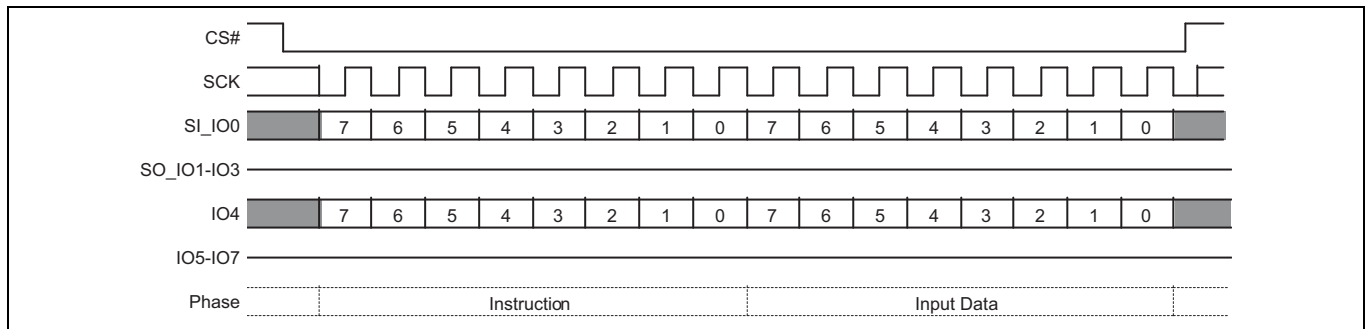 CS#
SCK
SI_IO0 7 6 5 4 3 2 1 0 7 6 5 4 3 2 1 0
SO_IO1-IO3
IO4 7 6 5 4 3 2 1 0 7 6 5 4 3 2 1 0
IO5-IO7
Phase Instruction Input Data